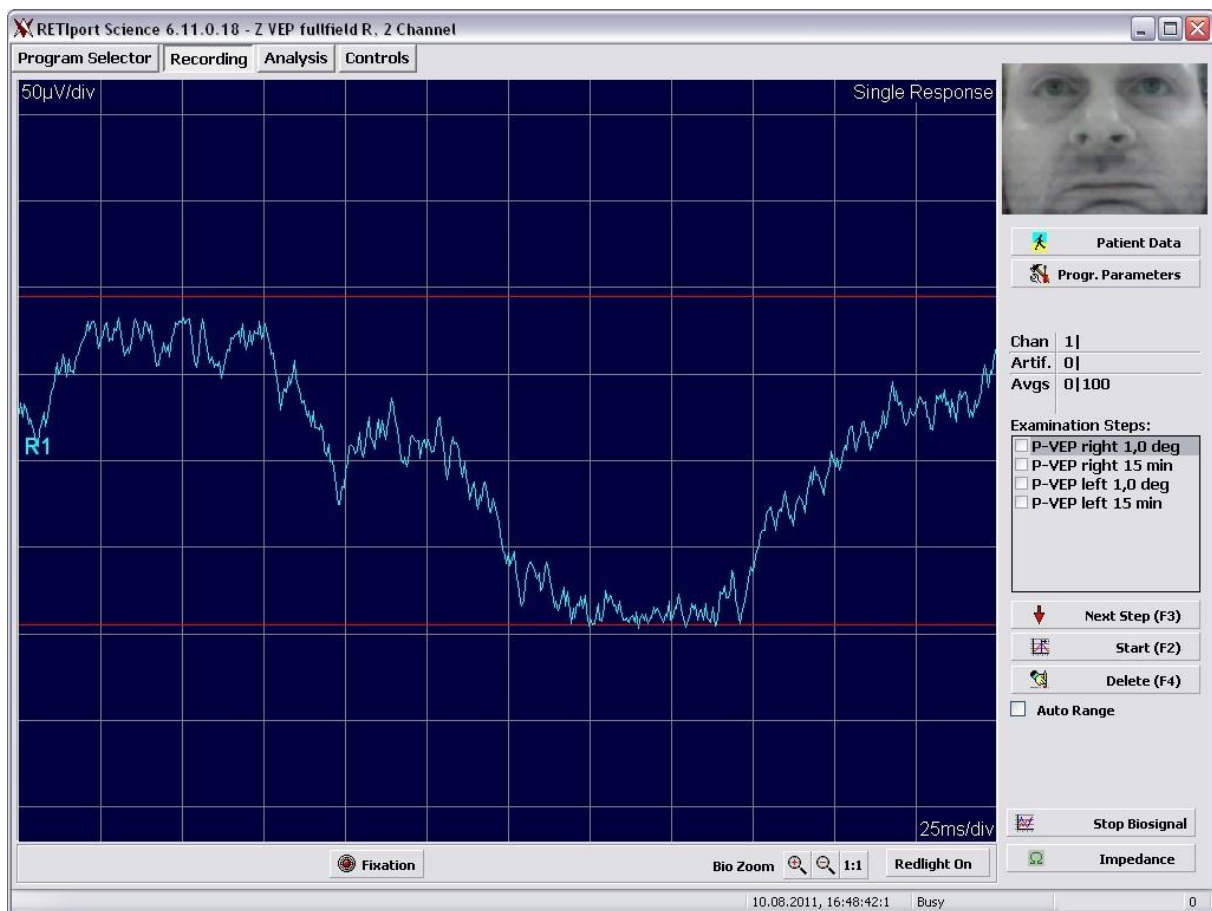 RETIport Science 6.11.0.18 - Z VEP fullfield R, 2 Channel
Program Selector Recording Analysis Controls
50µV/div Single Response
R1
25ms/div
Patient Data
Progr. Parameters
Chan 1|
Artif. 0|
Avgs 0|100
Examination Steps:
P-VEP right 1,0 deg
P-VEP right 15 min
P-VEP left 1,0 deg
P-VEP left 15 min
Next Step (F3)
Start (F2)
Delete (F4)
Auto Range
Stop Biosignal
Impedance
Fixation Bio Zoom 1:1 Redlight On
10.08.2011, 16:48:42:1 Busy 0